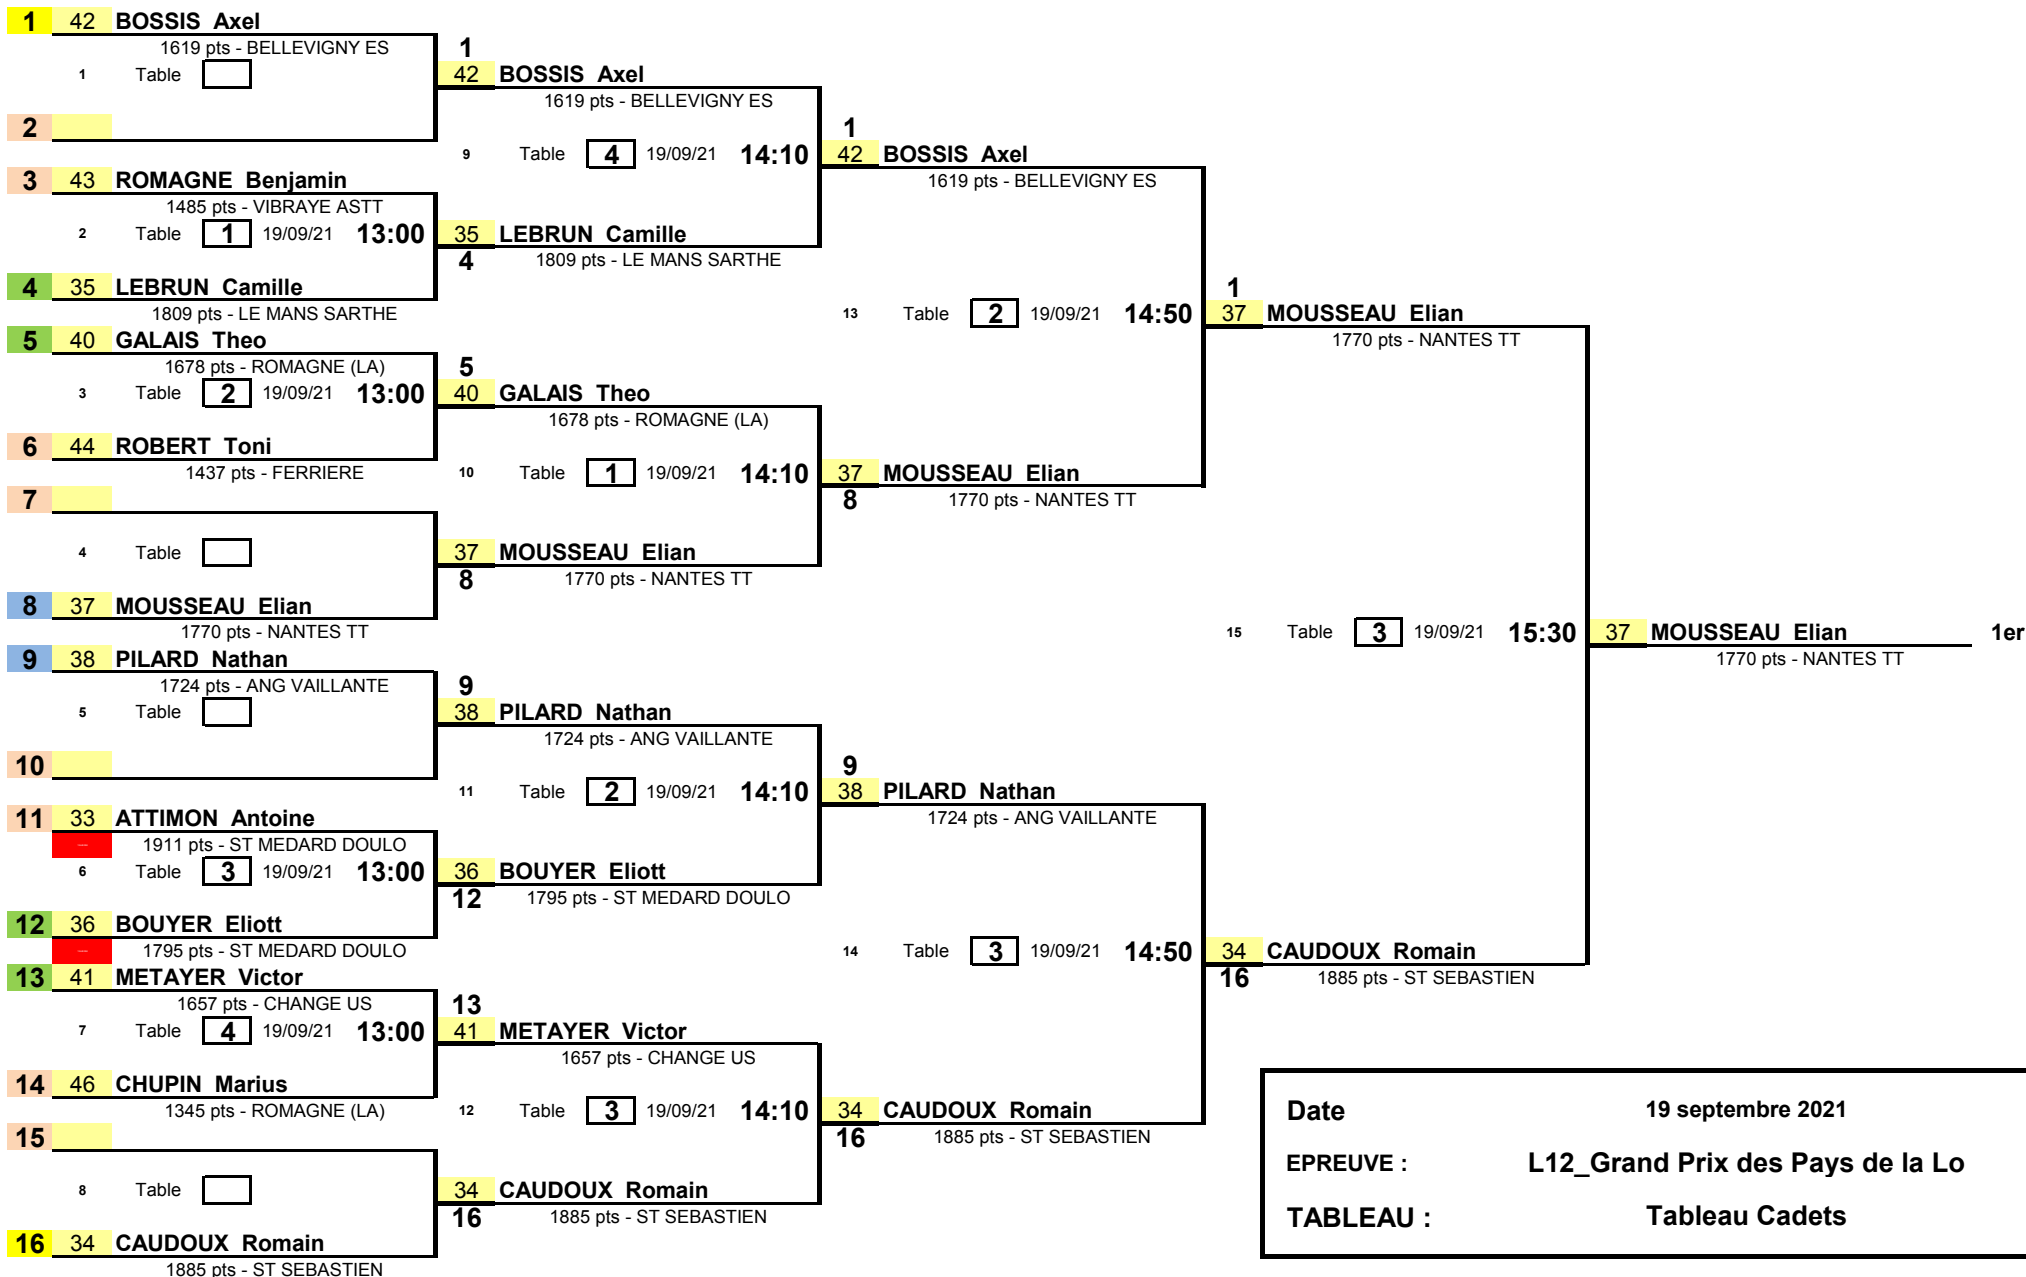 1 42 BOSSIS Axel
1619 pts - BELLEVIGNY ES
1 Table
2
3 43 ROMAGNE Benjamin
1485 pts - VIBRAYE ASTT
2 Table 1 19/09/21 13:00
4 35 LEBRUN Camille
1809 pts - LE MANS SARTHE
5 40 GALAIS Theo
1678 pts - ROMAGNE (LA)
3 Table 2 19/09/21 13:00
6 44 ROBERT Toni
1437 pts - FERRIERE
7
4 Table
8 37 MOUSSEAU Elian
1770 pts - NANTES TT
9 38 PILARD Nathan
1724 pts - ANG VAILLANTE
5 Table
10
11 33 ATTIMON Antoine
1911 pts - ST MEDARD DOULO
6 Table 3 19/09/21 13:00
12 36 BOUYER Eliott
1795 pts - ST MEDARD DOULO
13 41 METAYER Victor
1657 pts - CHANGE US
7 Table 4 19/09/21 13:00
14 46 CHUPIN Marius
1345 pts - ROMAGNE (LA)
15
8 Table
16 34 CAUDOUX Romain
1885 pts - ST SEBASTIEN
1
42 BOSSIS Axel
1619 pts - BELLEVIGNY ES
9 Table 4 19/09/21 14:10
35 LEBRUN Camille
4 1809 pts - LE MANS SARTHE
5
40 GALAIS Theo
1678 pts - ROMAGNE (LA)
10 Table 1 19/09/21 14:10
37 MOUSSEAU Elian
8 1770 pts - NANTES TT
9
38 PILARD Nathan
1724 pts - ANG VAILLANTE
11 Table 2 19/09/21 14:10
36 BOUYER Eliott
12 1795 pts - ST MEDARD DOULO
13
41 METAYER Victor
1657 pts - CHANGE US
12 Table 3 19/09/21 14:10
34 CAUDOUX Romain
16 1885 pts - ST SEBASTIEN
1
42 BOSSIS Axel
1619 pts - BELLEVIGNY ES
13 Table 2 19/09/21 14:50
37 MOUSSEAU Elian
8 1770 pts - NANTES TT
9
38 PILARD Nathan
1724 pts - ANG VAILLANTE
14 Table 3 19/09/21 14:50
34 CAUDOUX Romain
16 1885 pts - ST SEBASTIEN
1
37 MOUSSEAU Elian
1770 pts - NANTES TT
15 Table 3 19/09/21 15:30
34 CAUDOUX Romain
16 1885 pts - ST SEBASTIEN
37 MOUSSEAU Elian 1er
1770 pts - NANTES TT
Date 19 septembre 2021
EPREUVE : L12_Grand Prix des Pays de la Lo
TABLEAU : Tableau Cadets